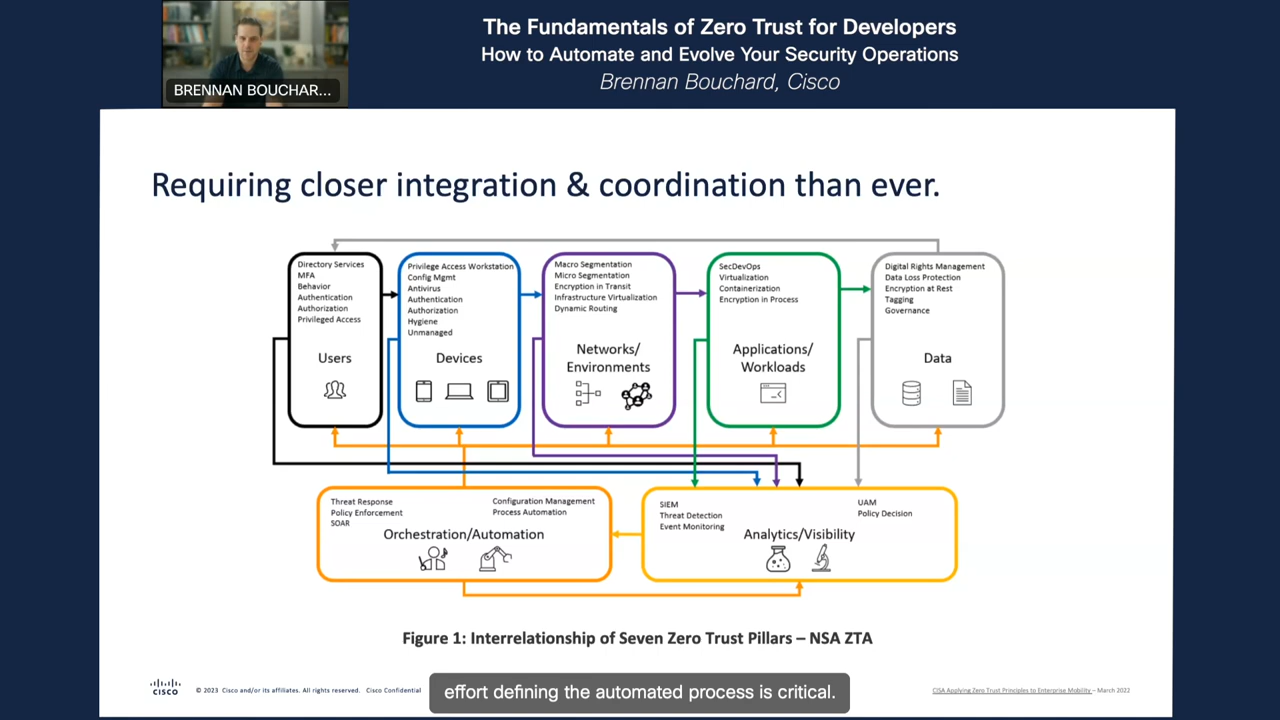 The Fundamentals of Zero Trust for Developers
How to Automate and Evolve Your Security Operations
Brennan Bouchard, Cisco
BRENNAN BOUCHAR...
Requiring closer integration & coordination than ever.
Directory Services
MFA
Behavior
Authentication
Authorization
Privileged Access
Users
Privilege Access Workstation
Config Mgmt
Antivirus
Authentication
Authorization
Hygiene
Unmanaged
Devices
Macro Segmentation
Micro Segmentation
Encryption in Transit
Infrastructure Virtualization
Dynamic Routing
Networks/
Environments
SecDevOps
Virtualization
Containerization
Encryption in Process
Applications/
Workloads
Digital Rights Management
Data Loss Protection
Encryption at Rest
Tagging
Governance
Data
Threat Response
Policy Enforcement
SOAR
Configuration Management
Process Automation
Orchestration/Automation
SIEM
Threat Detection
Event Monitoring
UAM
Policy Decision
Analytics/Visibility
Figure 1: Interrelationship of Seven Zero Trust Pillars – NSA ZTA
CISCO
© 2023 Cisco and/or its affiliates. All rights reserved. Cisco Confidential
effort defining the automated process is critical.
CISA Applying Zero Trust Principles to Enterprise Mobility – March 2022